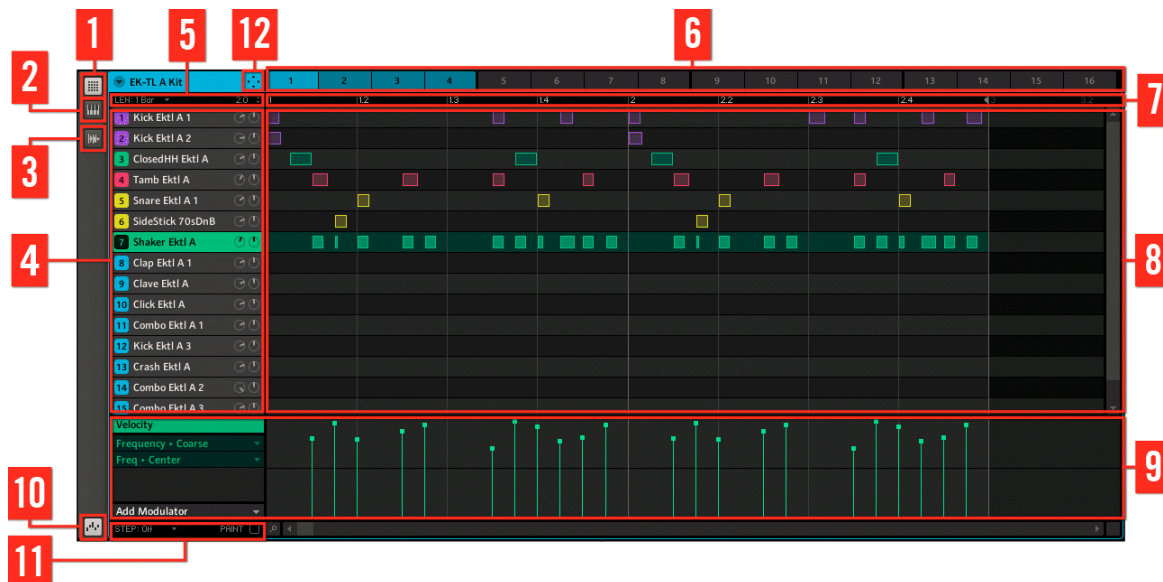 1 5 12 6
2
3
4
7
8
9
10
11
EK-TL A Kit
1 2 3 4 5 6 7 8 9 10 11 12 13 14 15 16
LEN: 1 Bar 2.0
1 1.2 1.3 1.4 2 2.2 2.3 2.4 3 3.2
1 Kick Ektl A 1
2 Kick Ektl A 2
3 ClosedHH Ektl A
4 Tamb Ektl A
5 Snare Ektl A 1
6 SideStick 70sDnB
7 Shaker Ektl A
8 Clap Ektl A 1
9 Clave Ektl A
10 Click Ektl A
11 Combo Ektl A 1
12 Kick Ektl A 3
13 Crash Ektl A
14 Combo Ektl A 2
15 Combo Ektl A 3
Velocity
Frequency • Coarse
Freq • Center
Add Modulator
STEP: Off PAINT